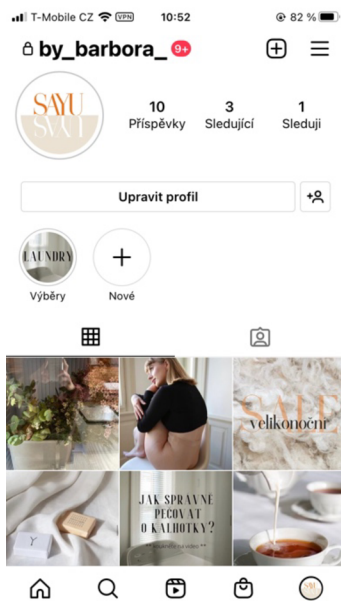 T-Mobile CZ VPN 10:52 82 %
by_barbora_ 9+
SAYU
10 3 1
Příspěvky Sledující Sleduji
Upravit profil
LAUNDRY
Výběry Nové
SALE
velikonoční
JAK SPRÁVNĚ
PEČOVAT
O KALHOTKY?
Y